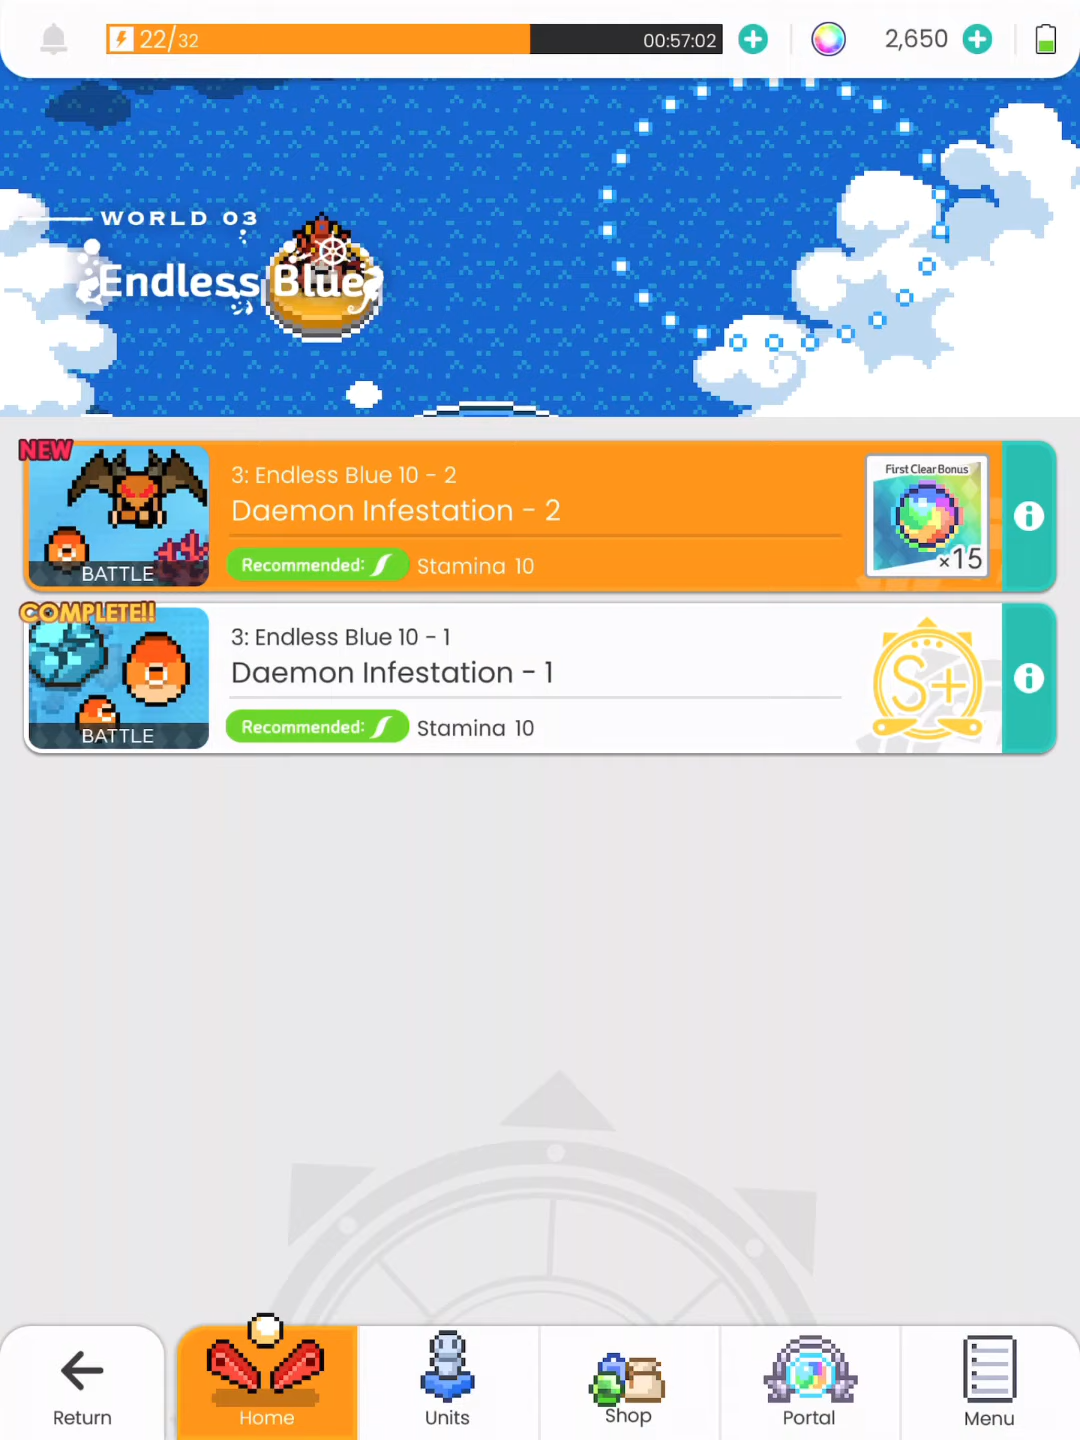 22/32
00:57:02
2,650
WORLD 03
Endless Blue
NEW
3: Endless Blue 10 - 2
Daemon Infestation - 2
First Clear Bonus
×15
BATTLE
Recommended:
Stamina 10
COMPLETE!!
3: Endless Blue 10 - 1
Daemon Infestation - 1
S+
BATTLE
Recommended:
Stamina 10
Return
Home
Units
Shop
Portal
Menu